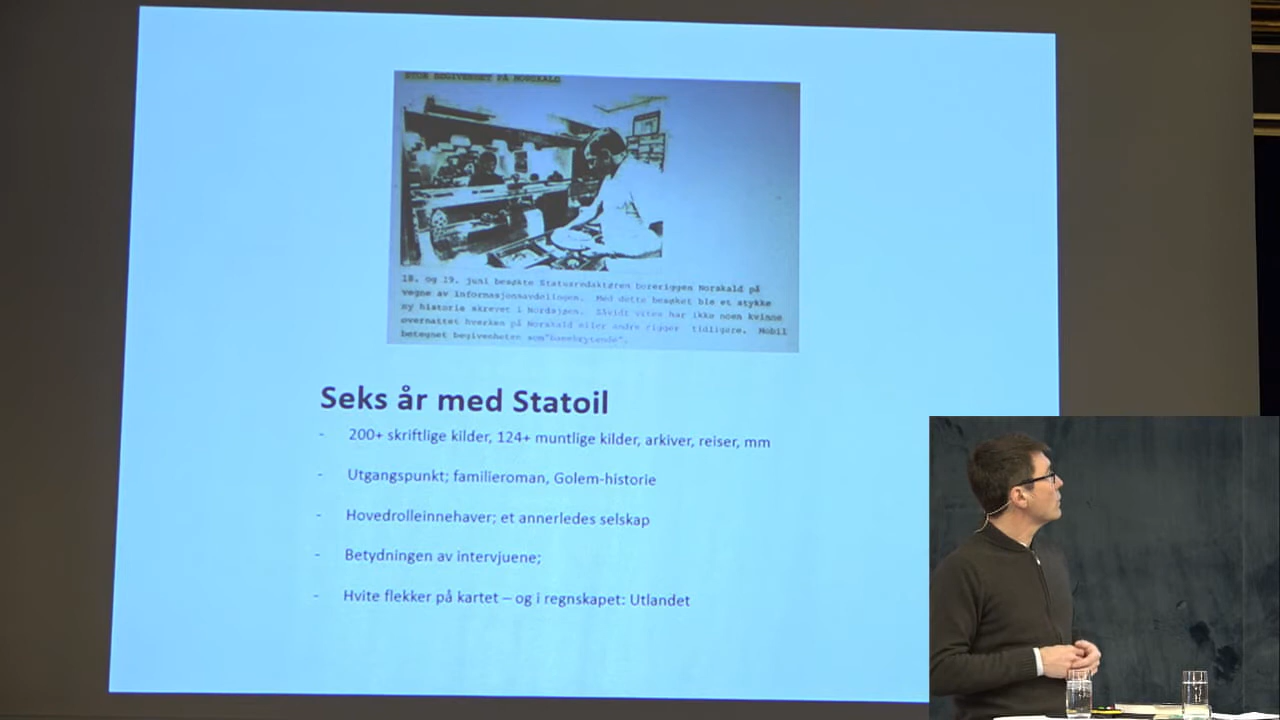 STOR BEGIVENHET PÅ NORSKALD
18. og 19. juni besøkte Statusredaktøren boreriggen Norskald på
vegne av informasjonsavdelingen. Med dette besøket ble et stykke
ny historie skrevet i Nordsjøen. Såvidt vites har ikke noen kvinne
overnattet hverken på Norskald eller andre rigger tidligere. Mobil
betegnet begivenheten som"banebrytende".
Seks år med Statoil
- 200+ skriftlige kilder, 124+ muntlige kilder, arkiver, reiser, mm
- Utgangspunkt; familieroman, Golem-historie
- Hovedrolleinnehaver; et annerledes selskap
- Betydningen av intervjuene;
- Hvite flekker på kartet – og i regnskapet: Utlandet